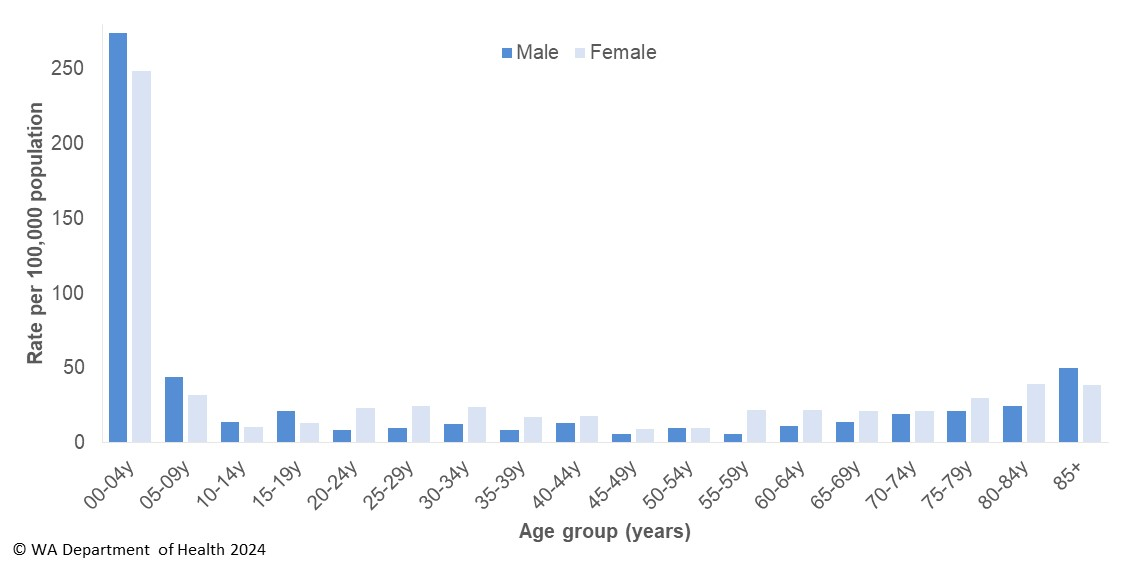 Male Female
Rate per 100,000 population
250
200
150
100
50
0
00-04y 05-09y 10-14y 15-19y 20-24y 25-29y 30-34y 35-39y 40-44y 45-49y 50-54y 55-59y 60-64y 65-69y 70-74y 75-79y 80-84y 85+
Age group (years)
© WA Department of Health 2024